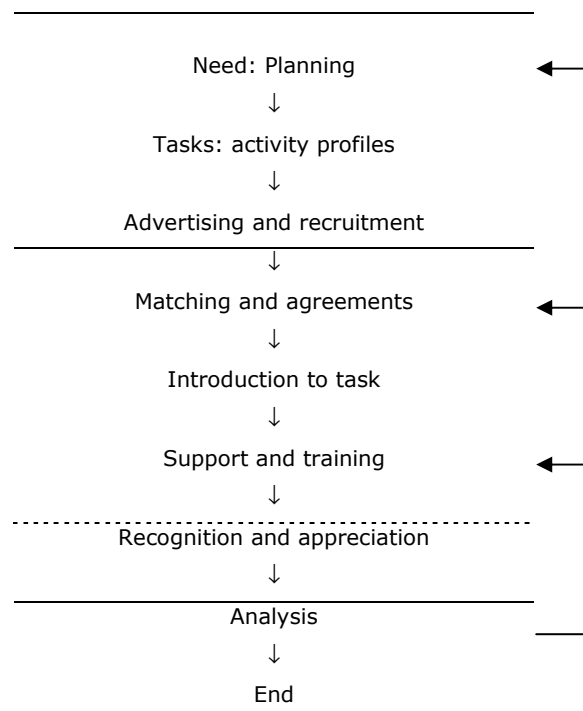 Need: Planning
↓
Tasks: activity profiles
↓
Advertising and recruitment
↓
Matching and agreements
↓
Introduction to task
↓
Support and training
↓
Recognition and appreciation
↓
Analysis
↓
End